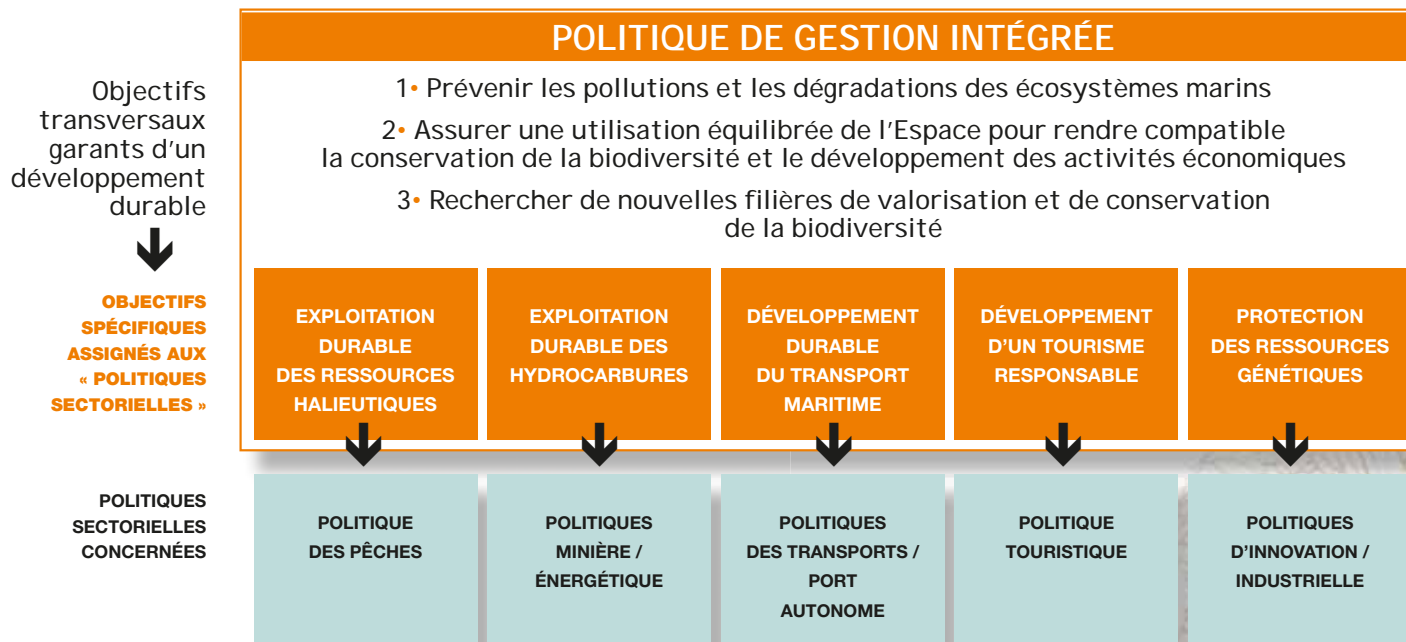 POLITIQUE DE GESTION INTÉGRÉE
Objectifs
transversaux
garants d'un
développement
durable
1• Prévenir les pollutions et les dégradations des écosystèmes marins
2• Assurer une utilisation équilibrée de l'Espace pour rendre compatible
la conservation de la biodiversité et le développement des activités économiques
3• Rechercher de nouvelles filières de valorisation et de conservation
de la biodiversité
OBJECTIFS
SPÉCIFIQUES
ASSIGNÉS AUX
« POLITIQUES
SECTORIELLES »
EXPLOITATION
DURABLE
DES RESSOURCES
HALIEUTIQUES
EXPLOITATION
DURABLE DES
HYDROCARBURES
DÉVELOPPEMENT
DURABLE
DU TRANSPORT
MARITIME
DÉVELOPPEMENT
D'UN TOURISME
RESPONSABLE
PROTECTION
DES RESSOURCES
GÉNÉTIQUES
POLITIQUES
SECTORIELLES
CONCERNÉES
POLITIQUE
DES PÊCHES
POLITIQUES
MINIÈRE /
ÉNERGÉTIQUE
POLITIQUES
DES TRANSPORTS /
PORT
AUTONOME
POLITIQUE
TOURISTIQUE
POLITIQUES
D'INNOVATION /
INDUSTRIELLE